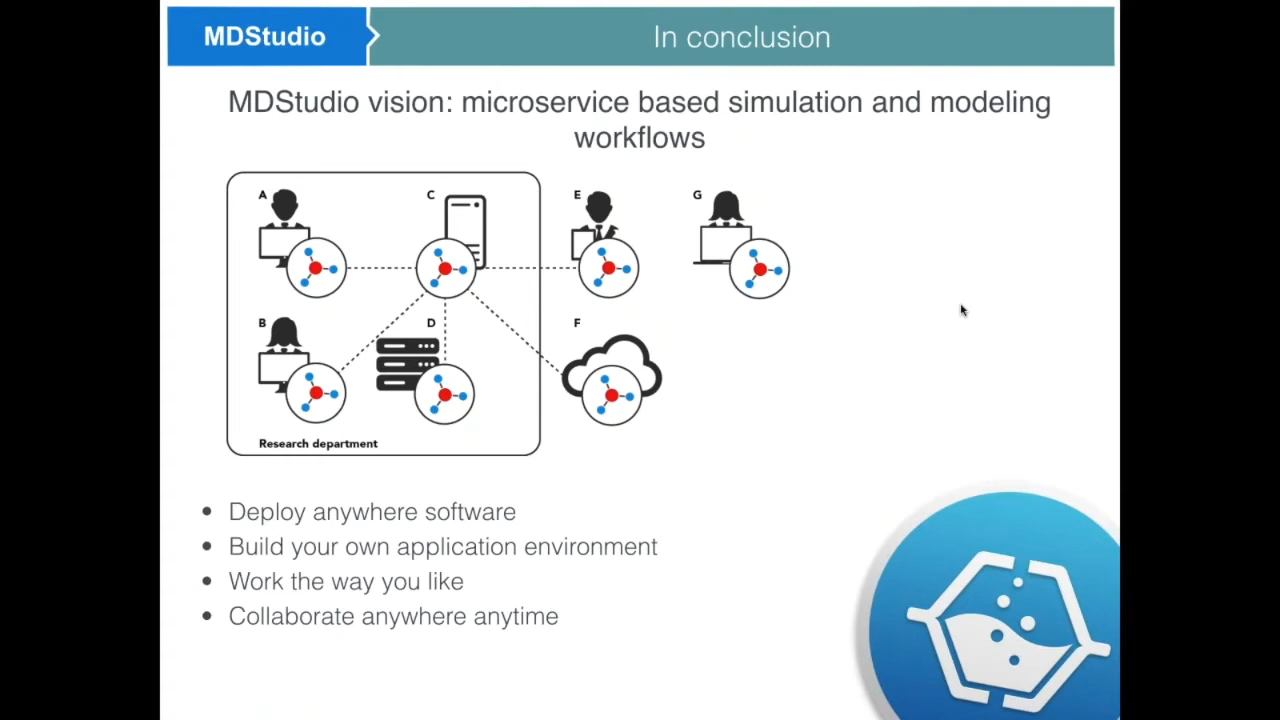 MDStudio
In conclusion
MDStudio vision: microservice based simulation and modeling
workflows
A
C
E
G
B
D
F
Research department
• Deploy anywhere software
• Build your own application environment
• Work the way you like
• Collaborate anywhere anytime